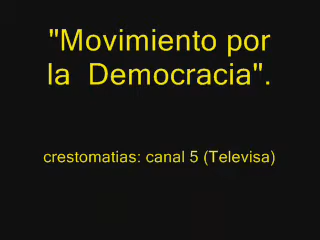 "Movimiento por
la Democracia".
crestomatias: canal 5 (Televisa)